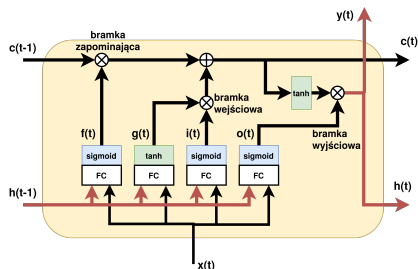 y(t)
bramka
zapominająca
c(t-1)
c(t)
tanh
bramka
wejściowa
f(t)
g(t)
i(t)
o(t)
bramka
wyjściowa
sigmoid
tanh
sigmoid
sigmoid
FC
FC
FC
FC
h(t-1)
h(t)
x(t)